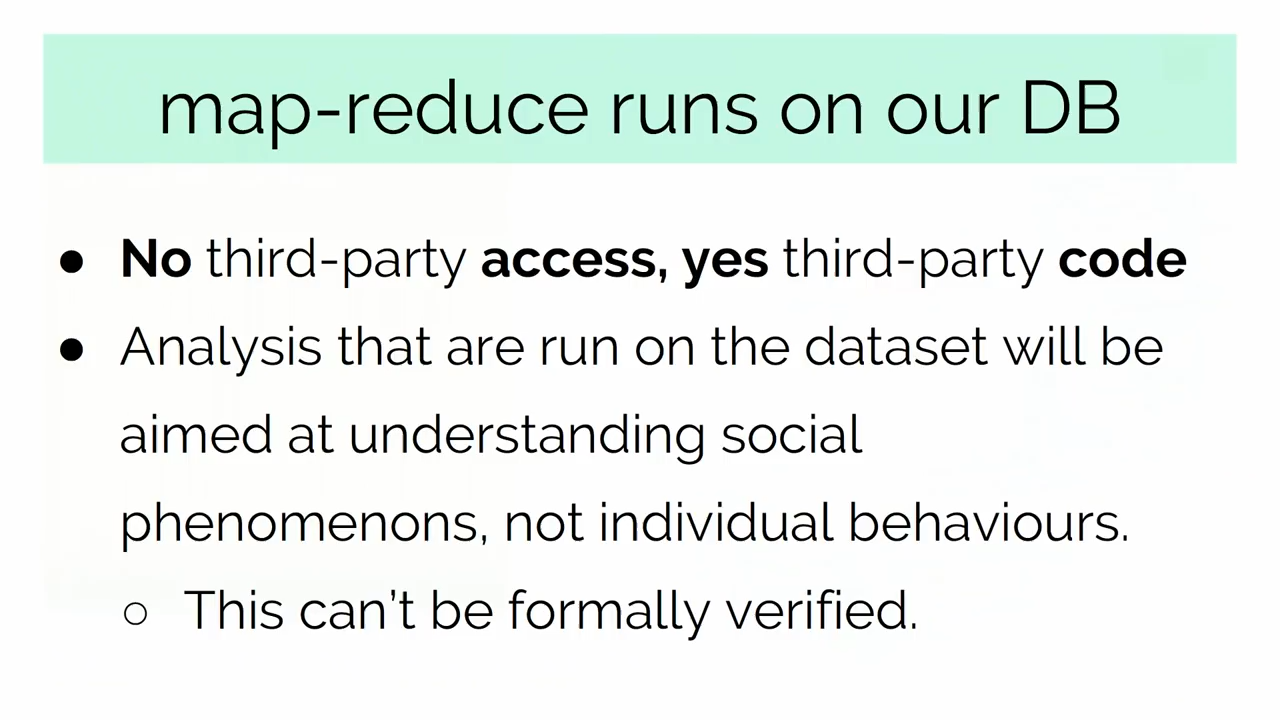 map-reduce runs on our DB
● No third-party access, yes third-party code
● Analysis that are run on the dataset will be
aimed at understanding social
phenomenons, not individual behaviours.
○ This can’t be formally verified.